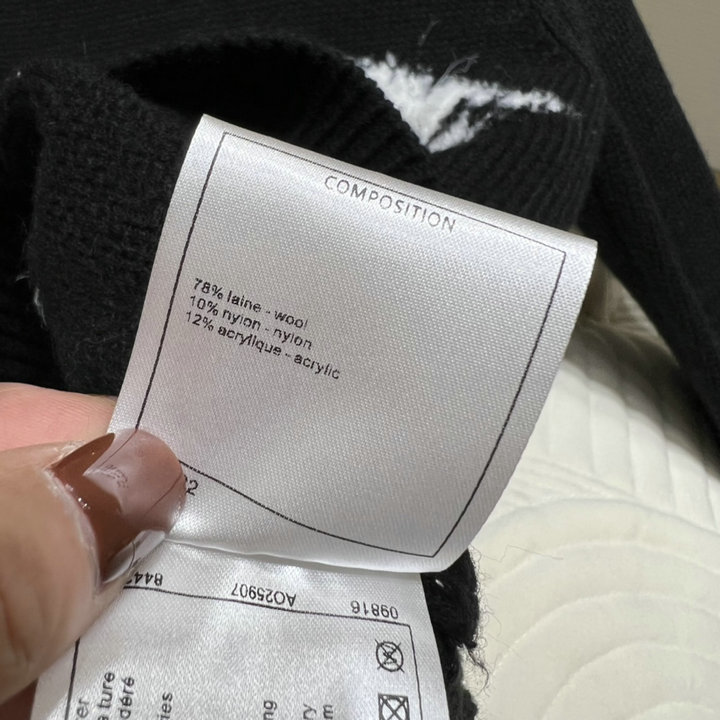 COMPOSITION
78% laine - wool
10% nylon - nylon
12% acrylique - acrylic
09816
AO25907